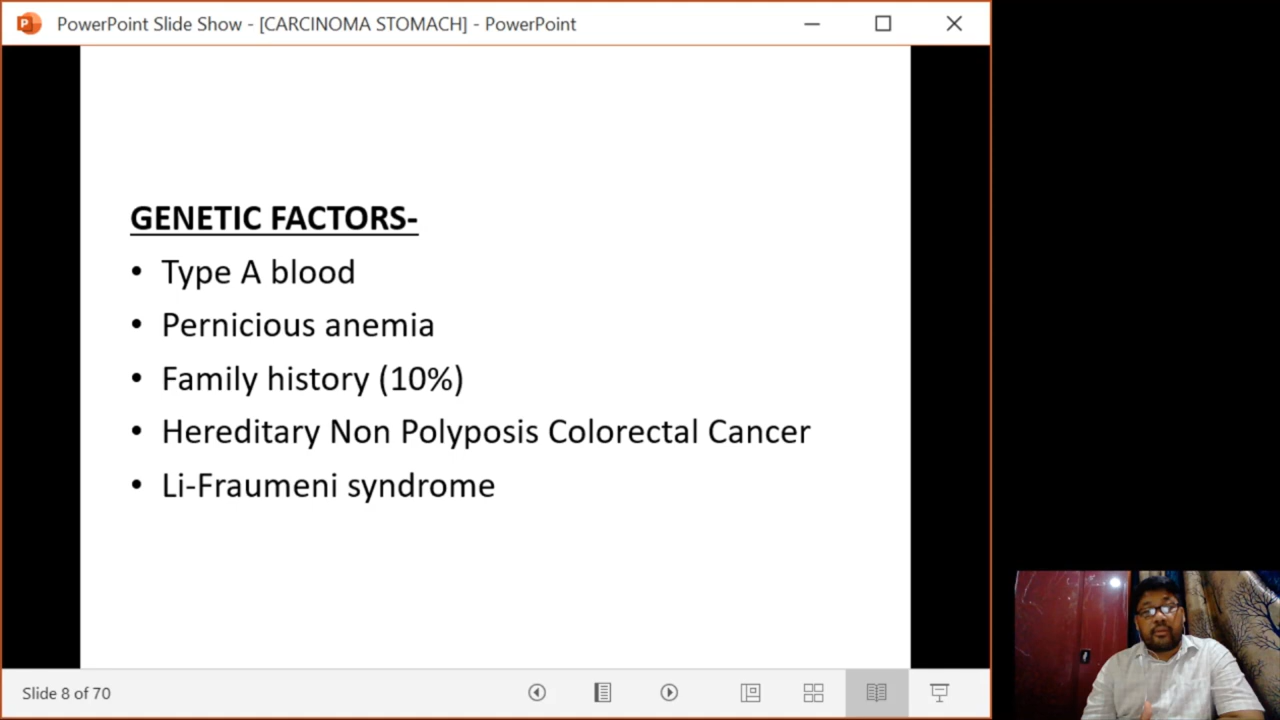 PowerPoint Slide Show - [CARCINOMA STOMACH] - PowerPoint
GENETIC FACTORS-
• Type A blood
• Pernicious anemia
• Family history (10%)
• Hereditary Non Polyposis Colorectal Cancer
• Li-Fraumeni syndrome
Slide 8 of 70